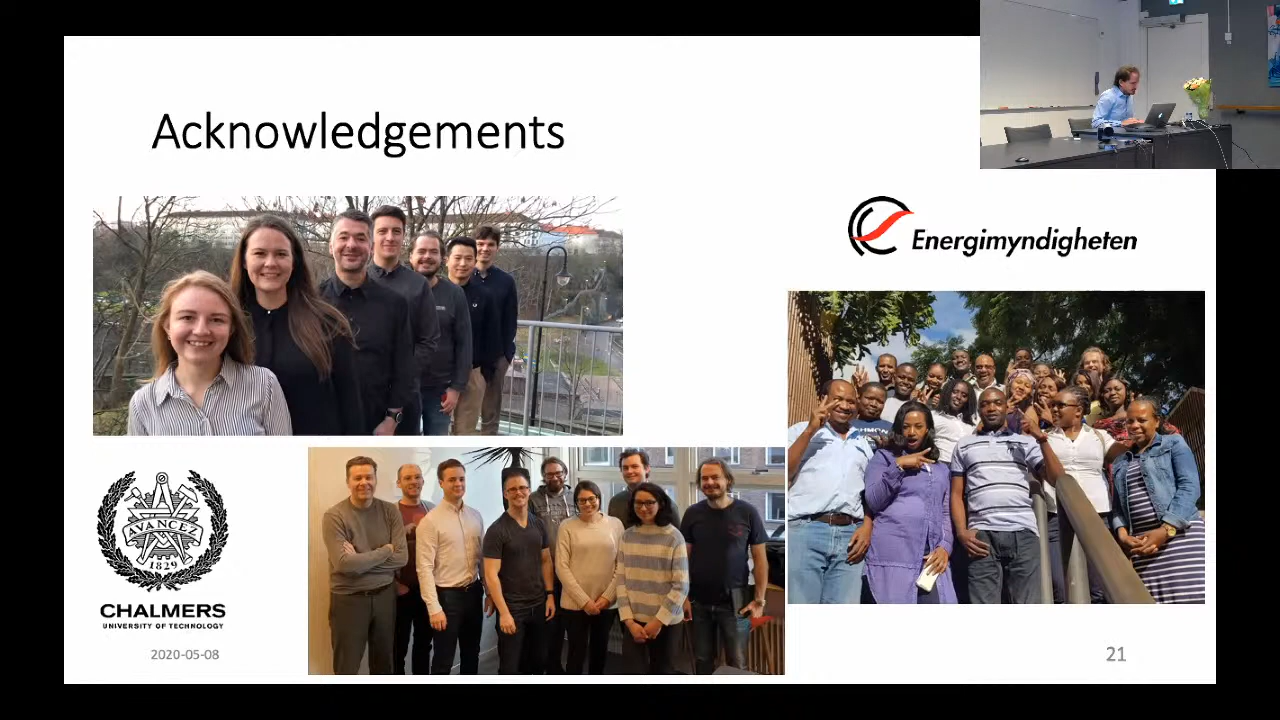 Acknowledgements
Energimyndigheten
AVANCEZ
1829
CHALMERS
UNIVERSITY OF TECHNOLOGY
2020-05-08
21